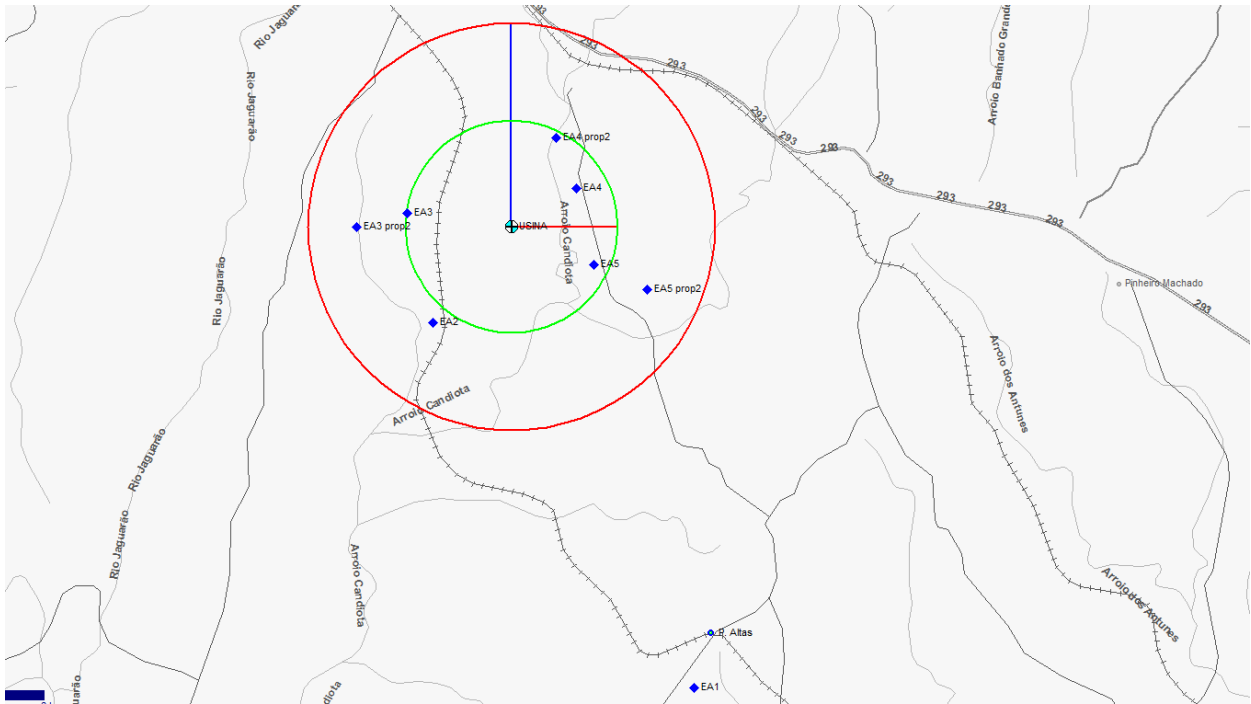 293
Rio Jaguarão
293
293
Arroio Banhado Grande
Rio Jaguarão
293
EA4 prop2
293
293
293
EA4
293
293
293
EA3
Arroio Candiota
EA3 prop2
USINA
EA5
Rio Jaguarão
EA5 prop2
Pinheiro Machado
293
EA2
Arroio dos Antunes
Arroio Candiota
Rio Jaguarão
Rio Jaguarão
Arroio Candiota
Arroio dos Antunes
P. Altas
EA1